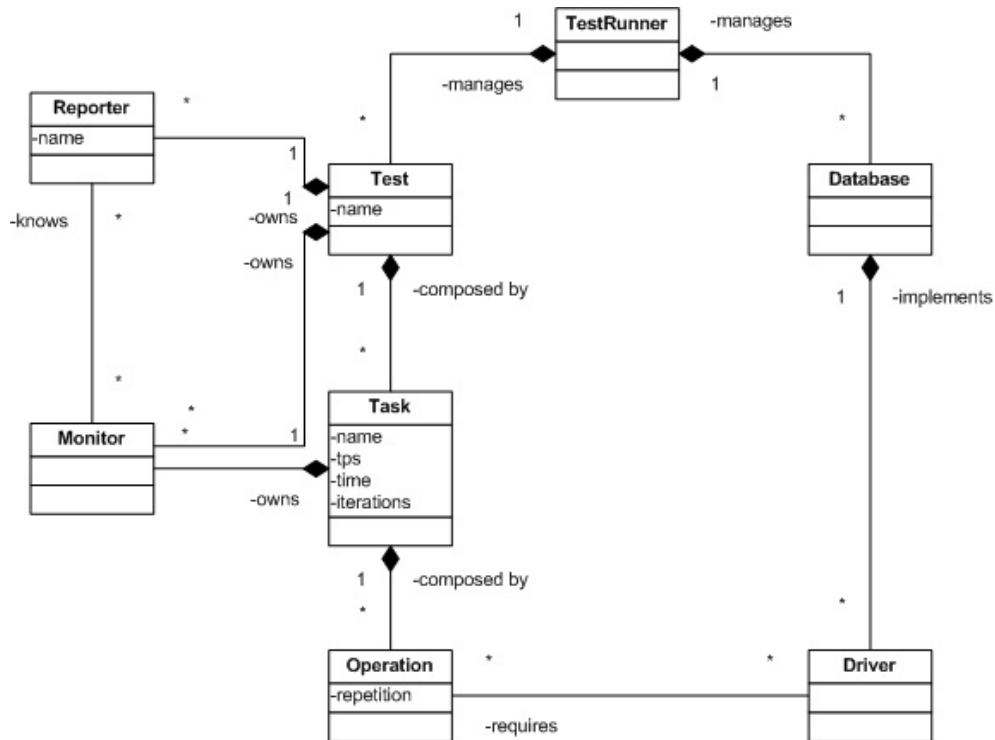 1
TestRunner
-manages
-manages
1
*
Reporter
-name
*
*
1
Test
-name
Database
1
-knows
*
-owns
-owns
1
-composed by
1
-implements
*
*
*
*
1
Monitor
Task
-name
-tps
-time
-iterations
-owns
1
-composed by
*
*
Operation
-repetition
*
*
Driver
-requires